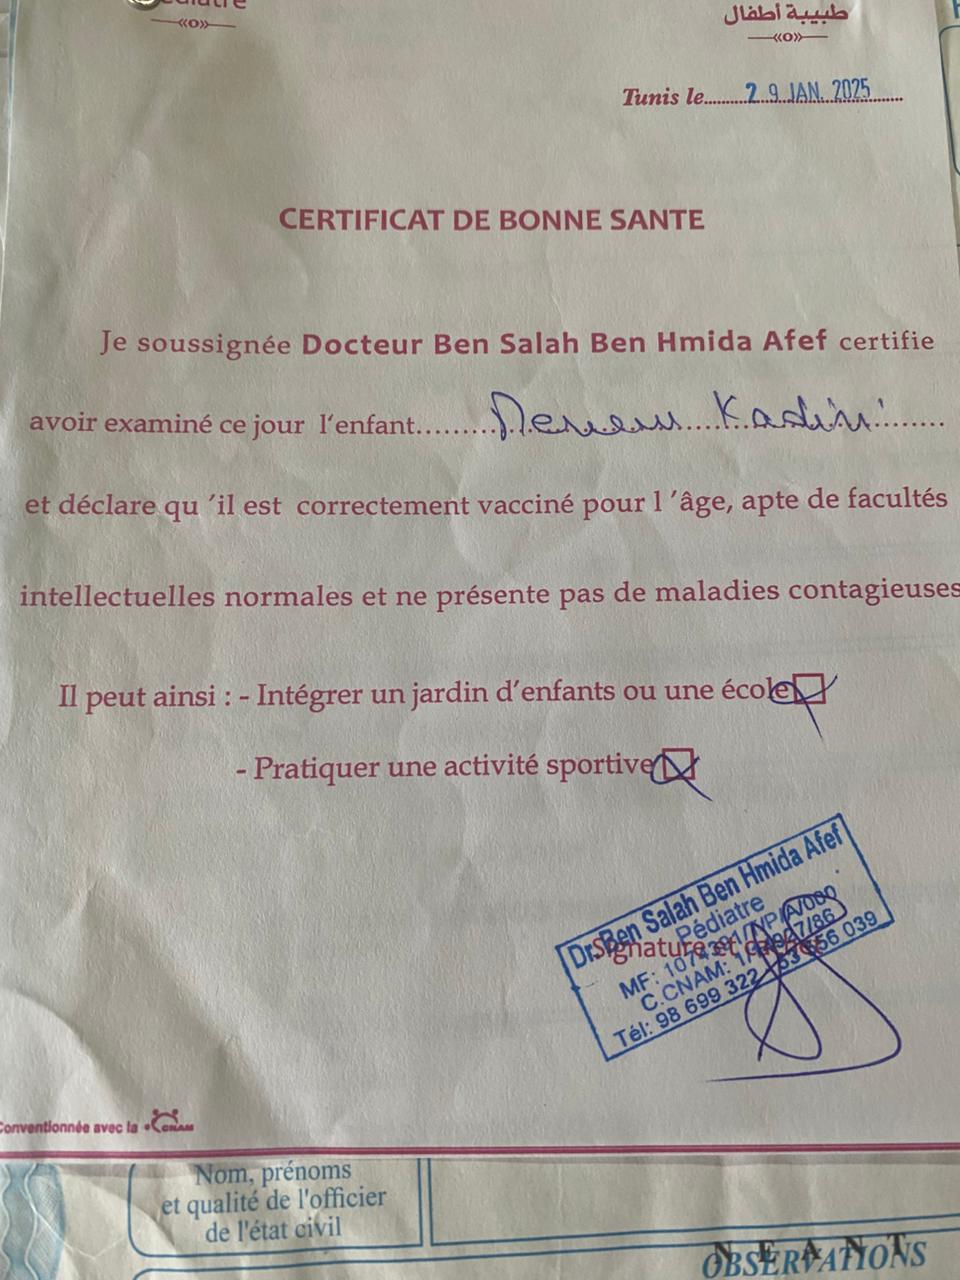 طبيبة أطفال
«O»
«O»
Tunis le 29 JAN. 2025
CERTIFICAT DE BONNE SANTE
Je soussignée Docteur Ben Salah Ben Hmida Afef certifie
avoir examiné ce jour l'enfant
et déclare qu 'il est correctement vacciné pour l 'âge, apte de facultés
intellectuelles normales et ne présente pas de maladies contagieuses
Il peut ainsi : - Intégrer un jardin d'enfants ou une école
- Pratiquer une activité sportive
Dr Ben Salah Ben Hmida Afef
Pédiatre
Signature et
MF:
C.CNAM:
Tél: 98 699 322
Conventionnée avec la CNAM
Nom, prénoms
et qualité de l'officier
de l'état civil
NEANT
OBSERVATIONS